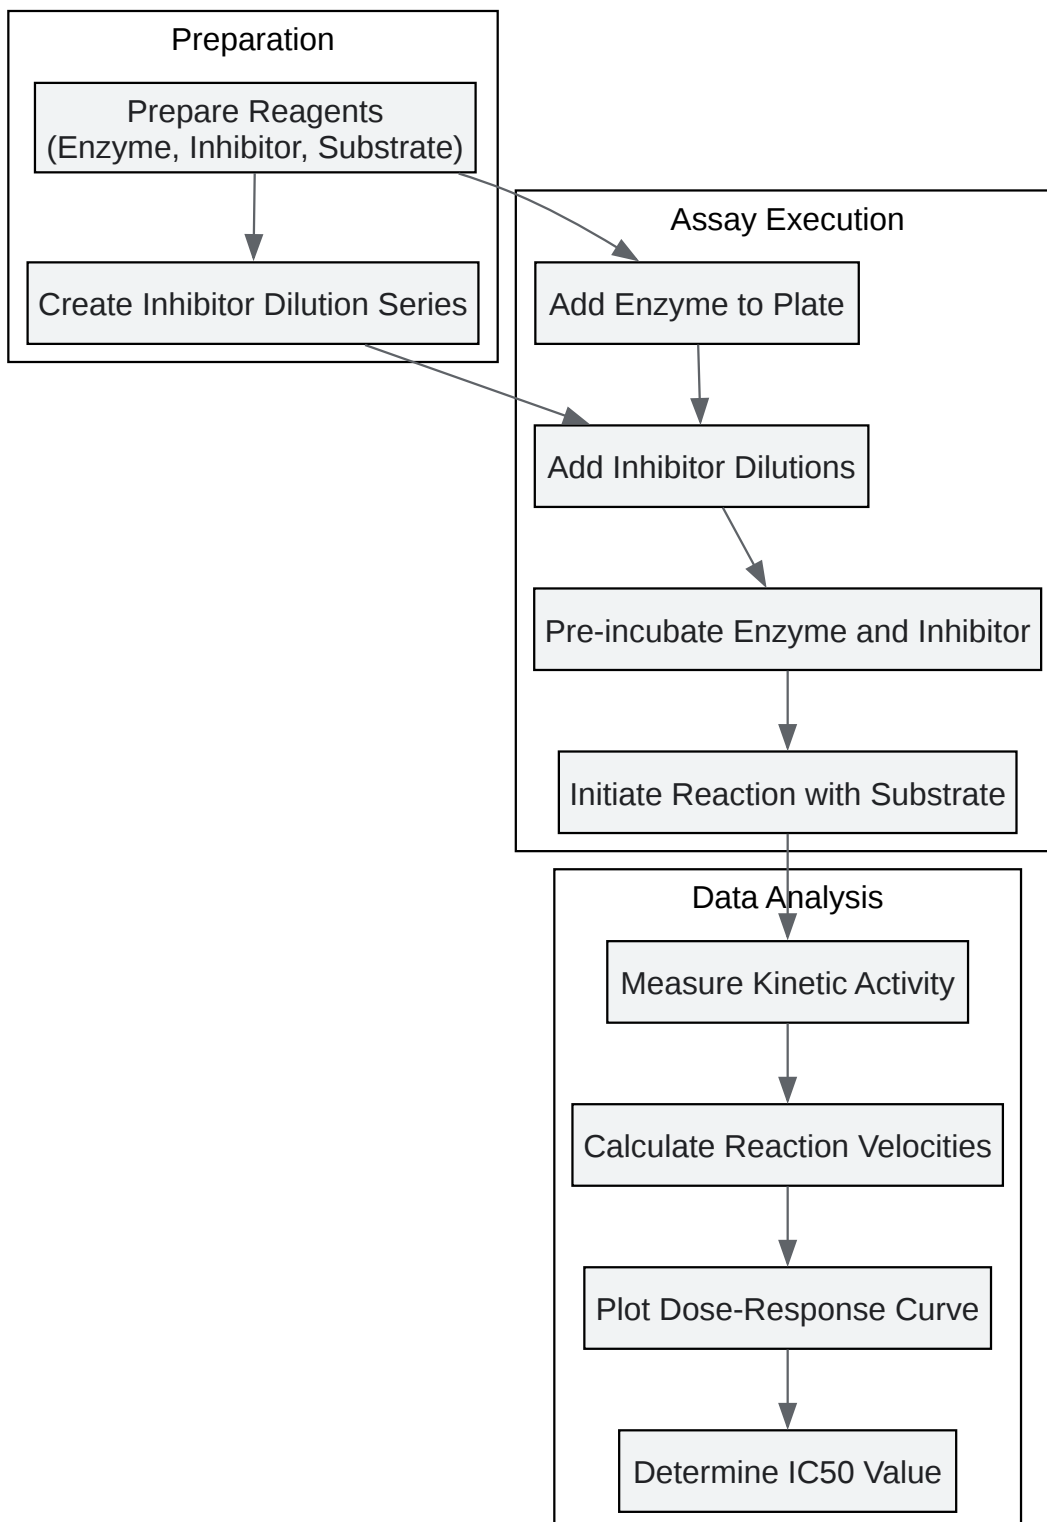 Preparation
Prepare Reagents
(Enzyme, Inhibitor, Substrate)
Create Inhibitor Dilution Series
Assay Execution
Add Enzyme to Plate
Add Inhibitor Dilutions
Pre-incubate Enzyme and Inhibitor
Initiate Reaction with Substrate
Data Analysis
Measure Kinetic Activity
Calculate Reaction Velocities
Plot Dose-Response Curve
Determine IC50 Value